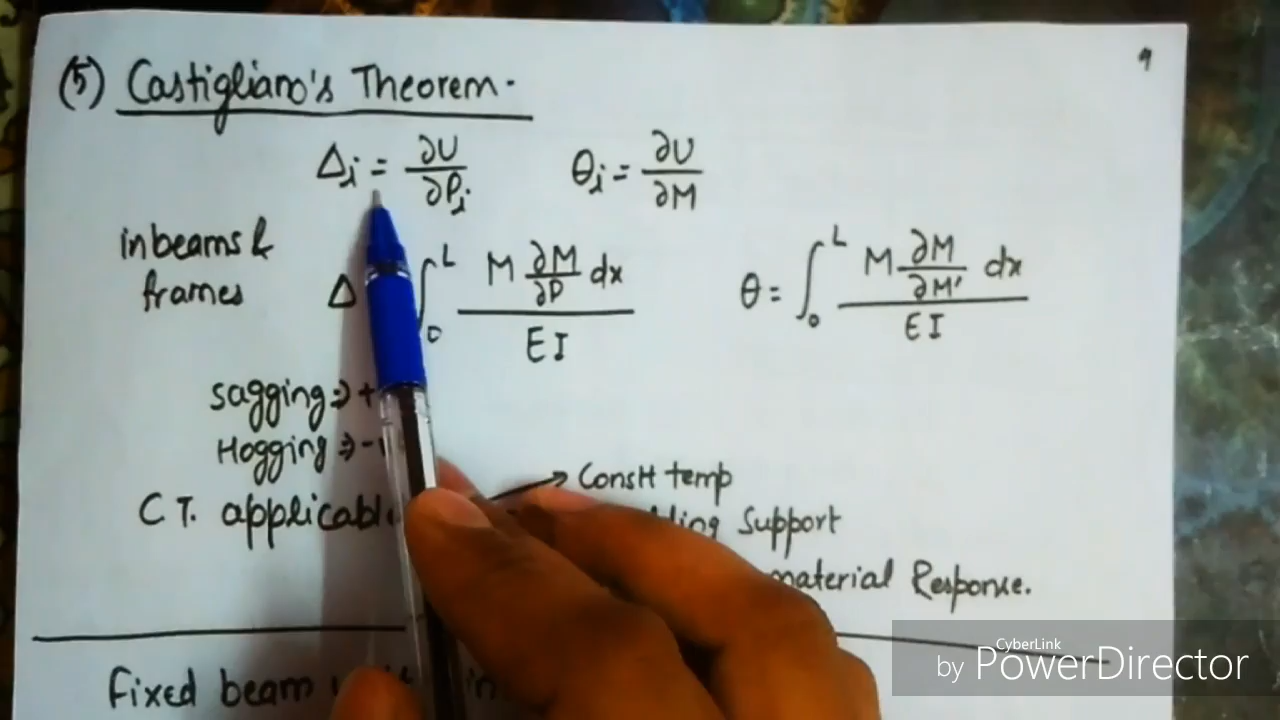 (5) Castigliano's Theorem.
9
Δi = ∂U/∂Pi θi = ∂U/∂M
in beams &
frames
Δ ∫₀ᴸ M ∂M/∂P dx / EI θ = ∫₀ᴸ M ∂M/∂M' dx / EI
Sagging ⇒ +
Hogging ⇒ -
→ Constt temp
C.T. applicable Support
material Response.
Fixed beam
CyberLink
by PowerDirector